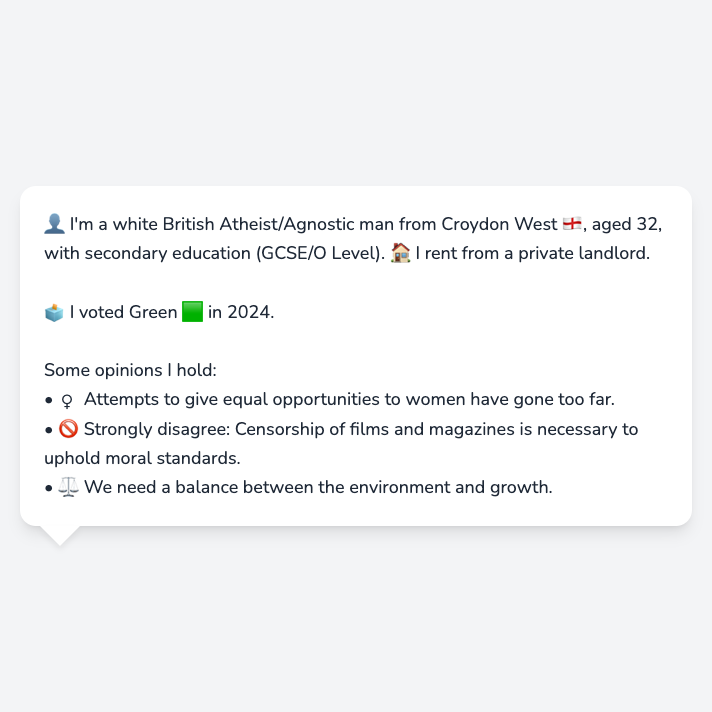 👤 I'm a white British Atheist/Agnostic man from Croydon West 🏴󠁧󠁢󠁥󠁮󠁧󠁿, aged 32,
with secondary education (GCSE/O Level). 🏠 I rent from a private landlord.
🗳️ I voted Green 🟩 in 2024.
Some opinions I hold:
• ♀️ Attempts to give equal opportunities to women have gone too far.
• 🚫 Strongly disagree: Censorship of films and magazines is necessary to
uphold moral standards.
• ⚖️ We need a balance between the environment and growth.